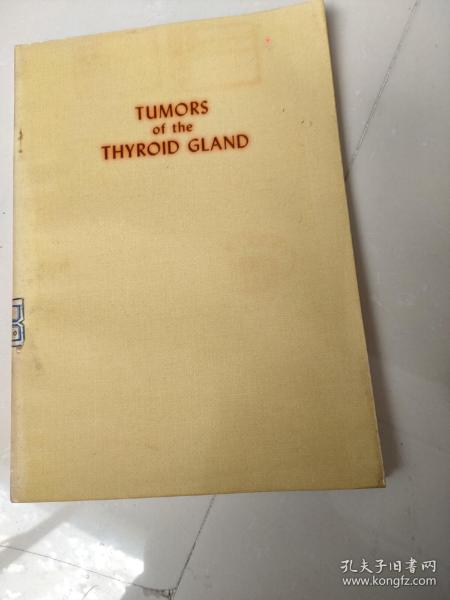 TUMORS
of the
THYROID GLAND
孔夫子旧书网
www.kongfz.com